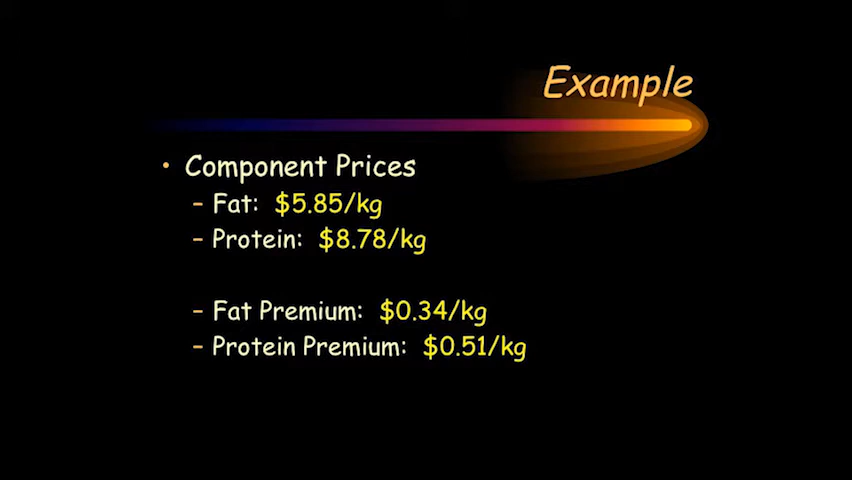 Example
• Component Prices
– Fat: $5.85/kg
– Protein: $8.78/kg
– Fat Premium: $0.34/kg
– Protein Premium: $0.51/kg